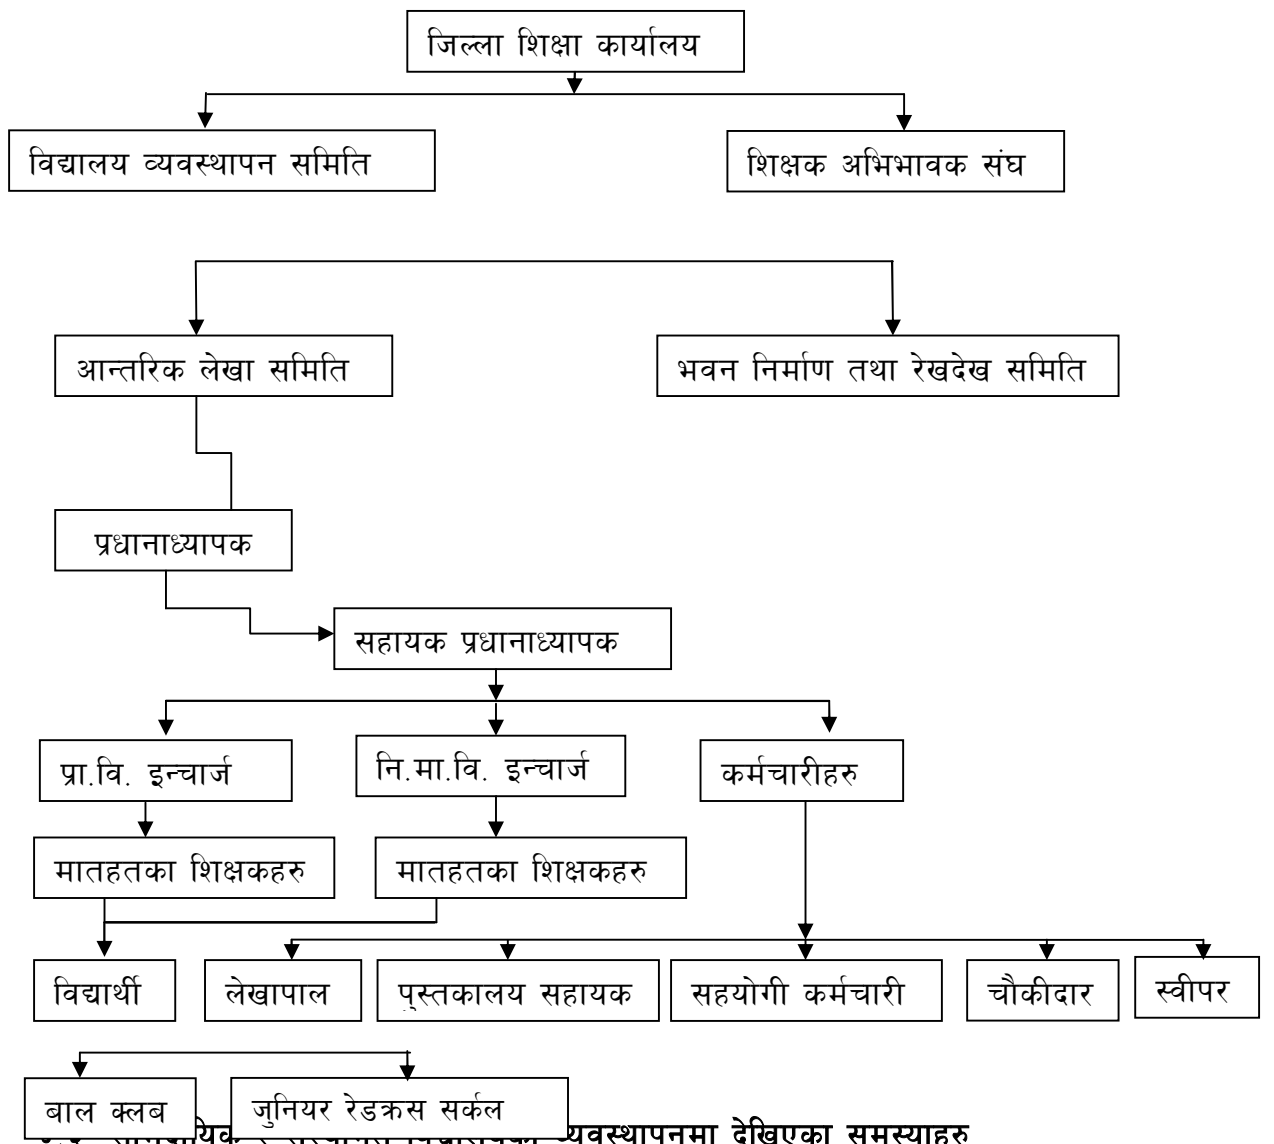 जिल्ला शिक्षा कार्यालय
विद्यालय व्यवस्थापन समिति
शिक्षक अभिभावक संघ
आन्तरिक लेखा समिति
भवन निर्माण तथा रेखदेख समिति
प्रधानाध्यापक
सहायक प्रधानाध्यापक
प्रा.वि. इन्चार्ज
नि.मा.वि. इन्चार्ज
कर्मचारीहरु
मातहतका शिक्षकहरु
मातहतका शिक्षकहरु
विद्यार्थी
लेखापाल
पुस्तकालय सहायक
सहयोगी कर्मचारी
चौकीदार
स्वीपर
बाल क्लब
जुनियर रेडक्रस सर्कल
व्यवस्थापनमा देखिएका समस्याहरु